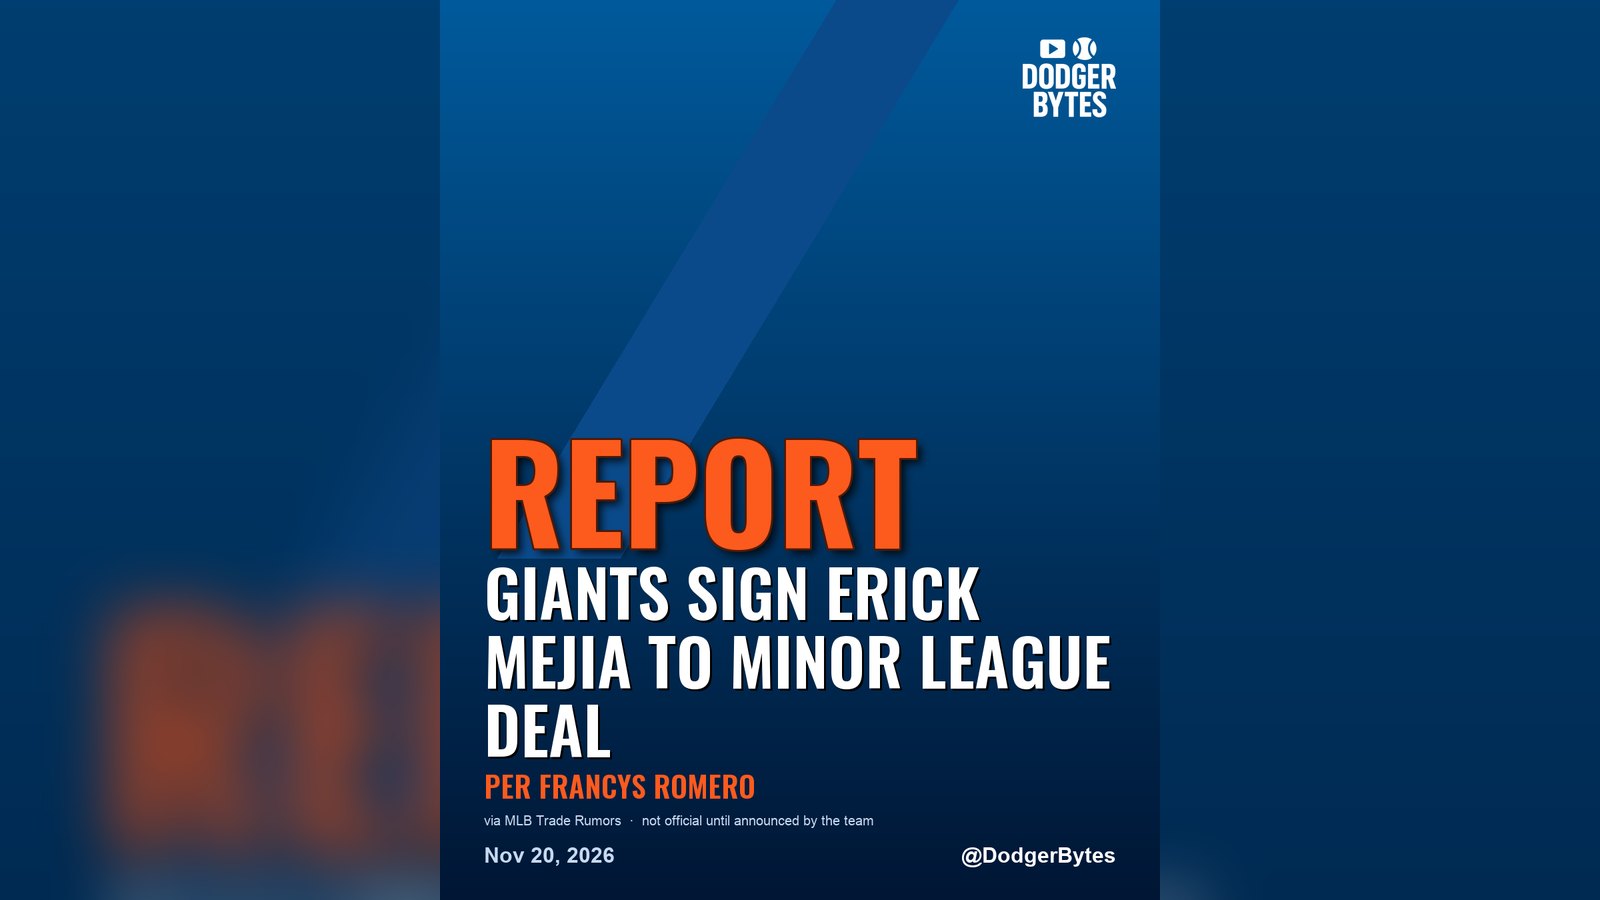 DODGER
BYTES
REPORT
GIANTS SIGN ERICK
MEJIA TO MINOR LEAGUE
DEAL
PER FRANCYS ROMERO
via MLB Trade Rumors · not official until announced by the team
Nov 20, 2026
@DodgerBytes